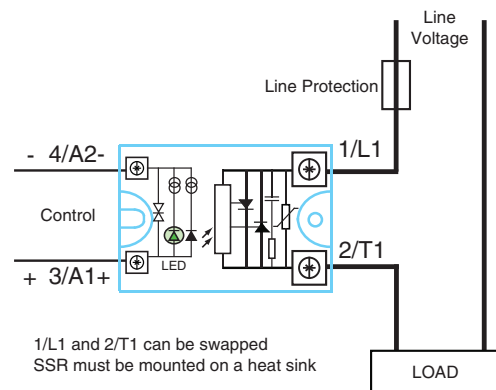 Line
Voltage
Line Protection
1/L1
- 4/A2-
Control
LED
+ 3/A1+
2/T1
1/L1 and 2/T1 can be swapped
SSR must be mounted on a heat sink
LOAD